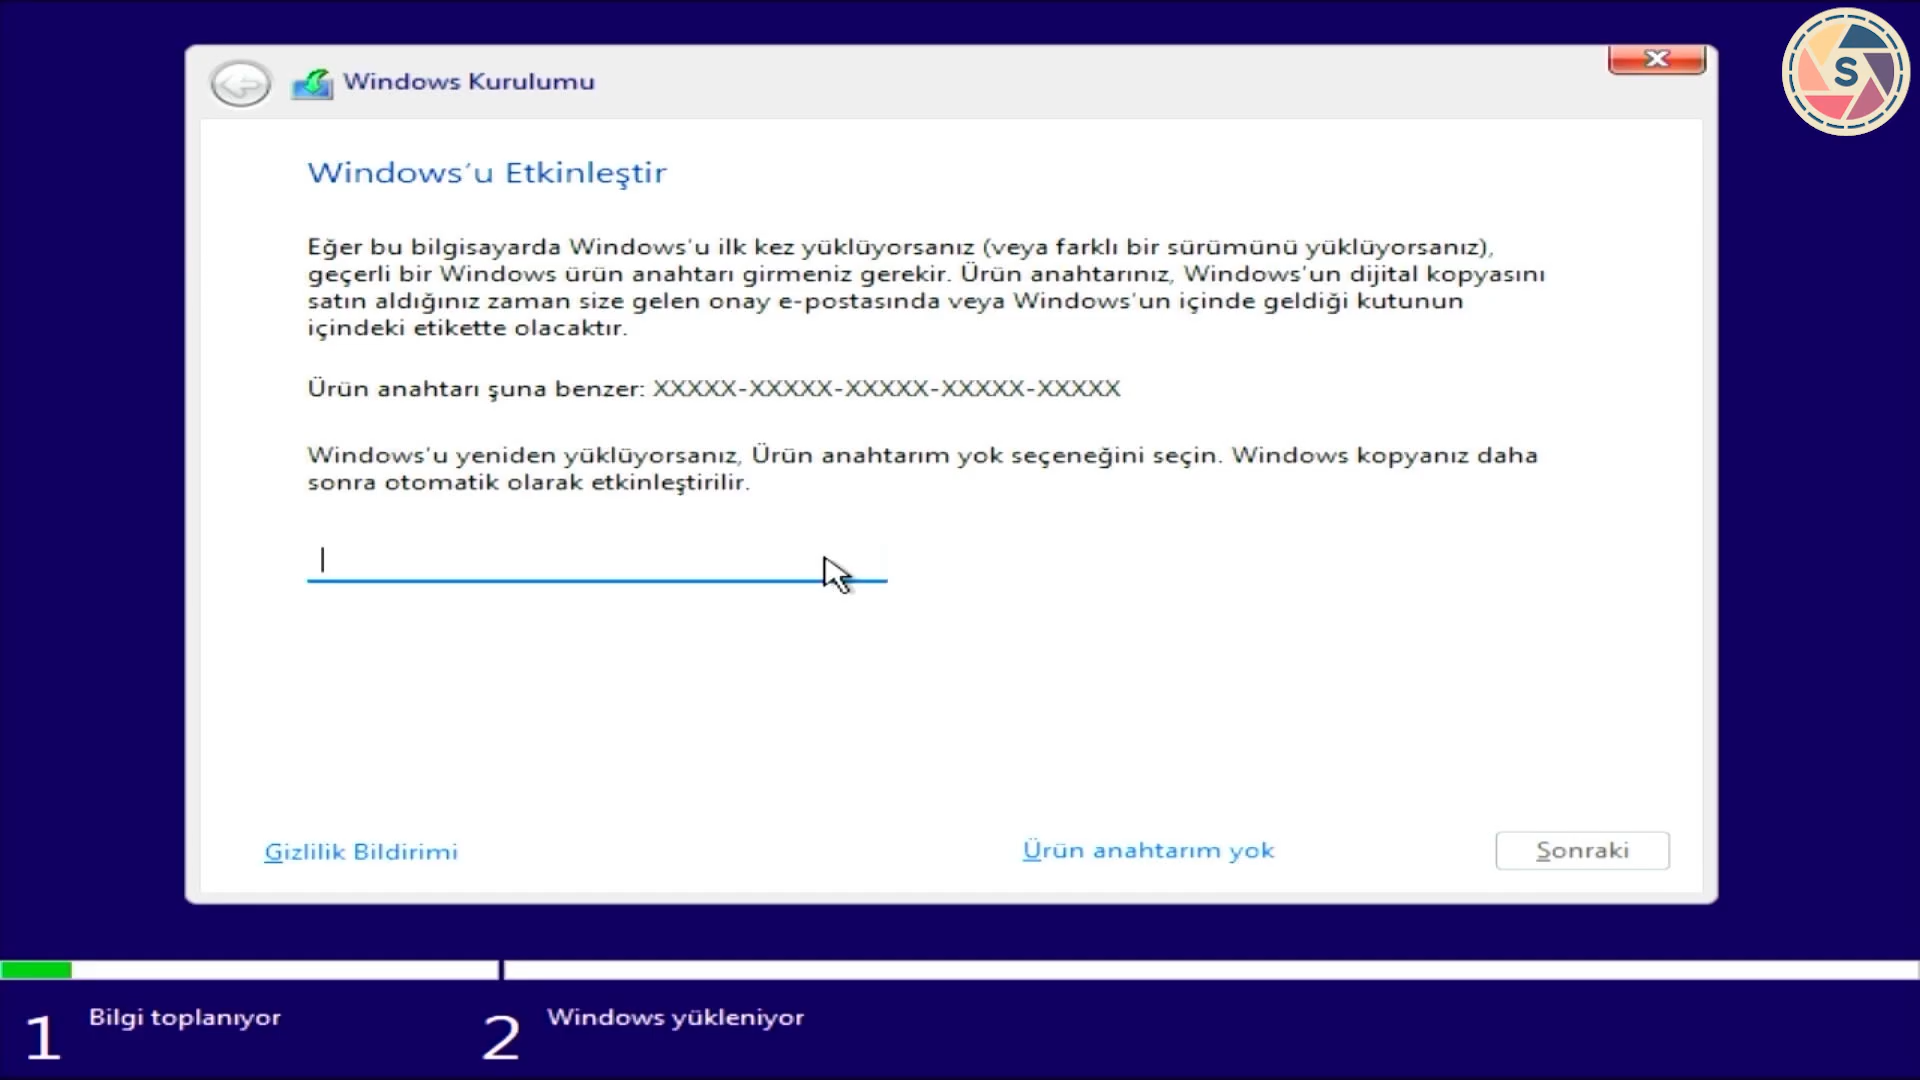 S
Windows Kurulumu
Windows´u Etkinleştir
Eğer bu bilgisayarda Windows'u ilk kez yüklüyorsanız (veya farklı bir sürümünü yüklüyorsanız),
geçerli bir Windows ürün anahtarı girmeniz gerekir. Ürün anahtarınız, Windows'un dijital kopyasını
satın aldığınız zaman size gelen onay e-postasında veya Windows'un içinde geldiği kutunun
içindeki etikette olacaktır.
Ürün anahtarı şuna benzer: XXXXX-XXXXX-XXXXX-XXXXX-XXXXX
Windows'u yeniden yüklüyorsanız, Ürün anahtarım yok seçeneğini seçin. Windows kopyanız daha
sonra otomatik olarak etkinleştirilir.
Gizlilik Bildirimi
Ürün anahtarım yok
Sonraki
1 Bilgi toplanıyor
2 Windows yükleniyor